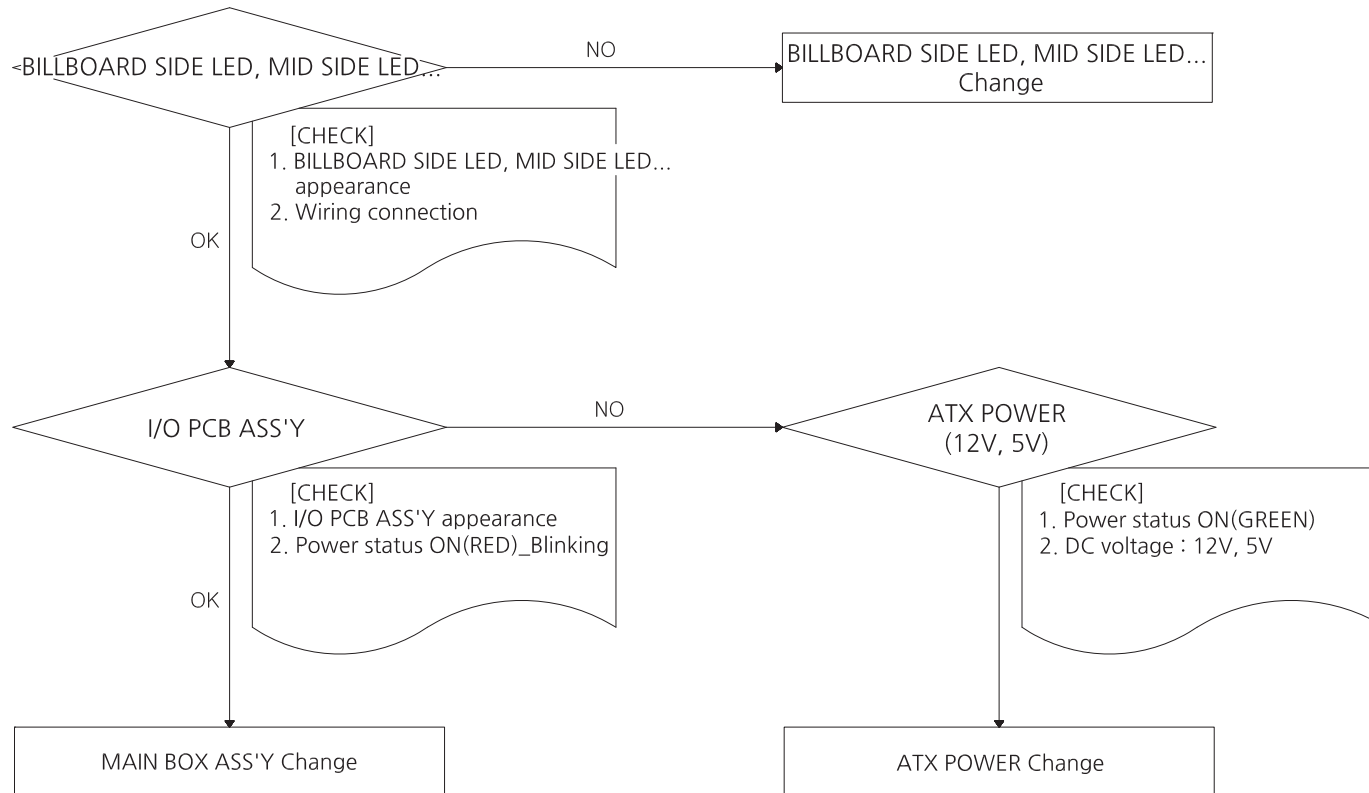 BILLBOARD SIDE LED, MID SIDE LED...
NO
BILLBOARD SIDE LED, MID SIDE LED...
Change
[CHECK]
1. BILLBOARD SIDE LED, MID SIDE LED...
appearance
2. Wiring connection
OK
I/O PCB ASS'Y
NO
ATX POWER
(12V, 5V)
[CHECK]
1. I/O PCB ASS'Y appearance
2. Power status ON(RED)_Blinking
OK
[CHECK]
1. Power status ON(GREEN)
2. DC voltage : 12V, 5V
MAIN BOX ASS'Y Change
ATX POWER Change